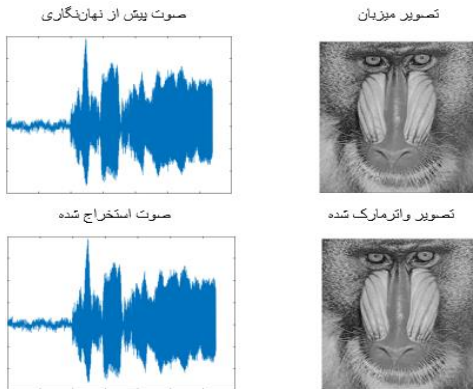 تصویر میزبان
صوت پیش از نهان‌نگاری
تصویر واترمارک شده
صوت استخراج شده